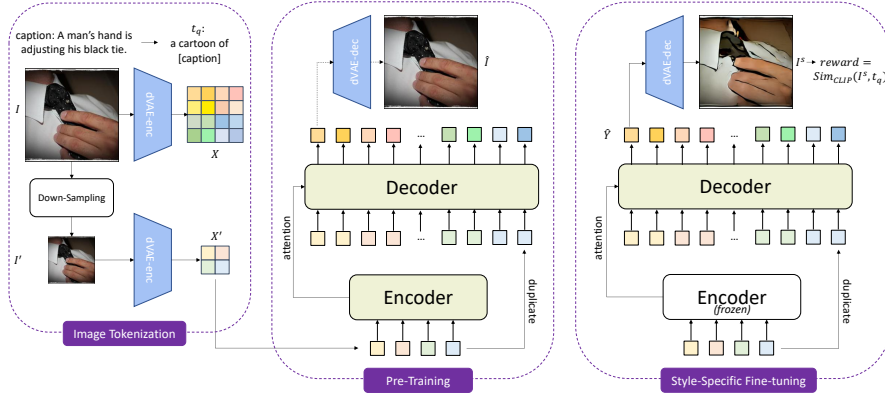 caption: A man's hand is
adjusting his black tie.
t_q:
a cartoon of
[caption]
I
dVAE-enc
X
Down-Sampling
I'
dVAE-enc
X'
Image Tokenization
dVAE-dec
Î
...
Decoder
...
attention
Encoder
duplicate
Pre-Training
dVAE-dec
I^s
reward =
Sim_CLIP(I^s, t_q)
Ŷ
...
Decoder
...
attention
Encoder
(frozen)
duplicate
Style-Specific Fine-tuning